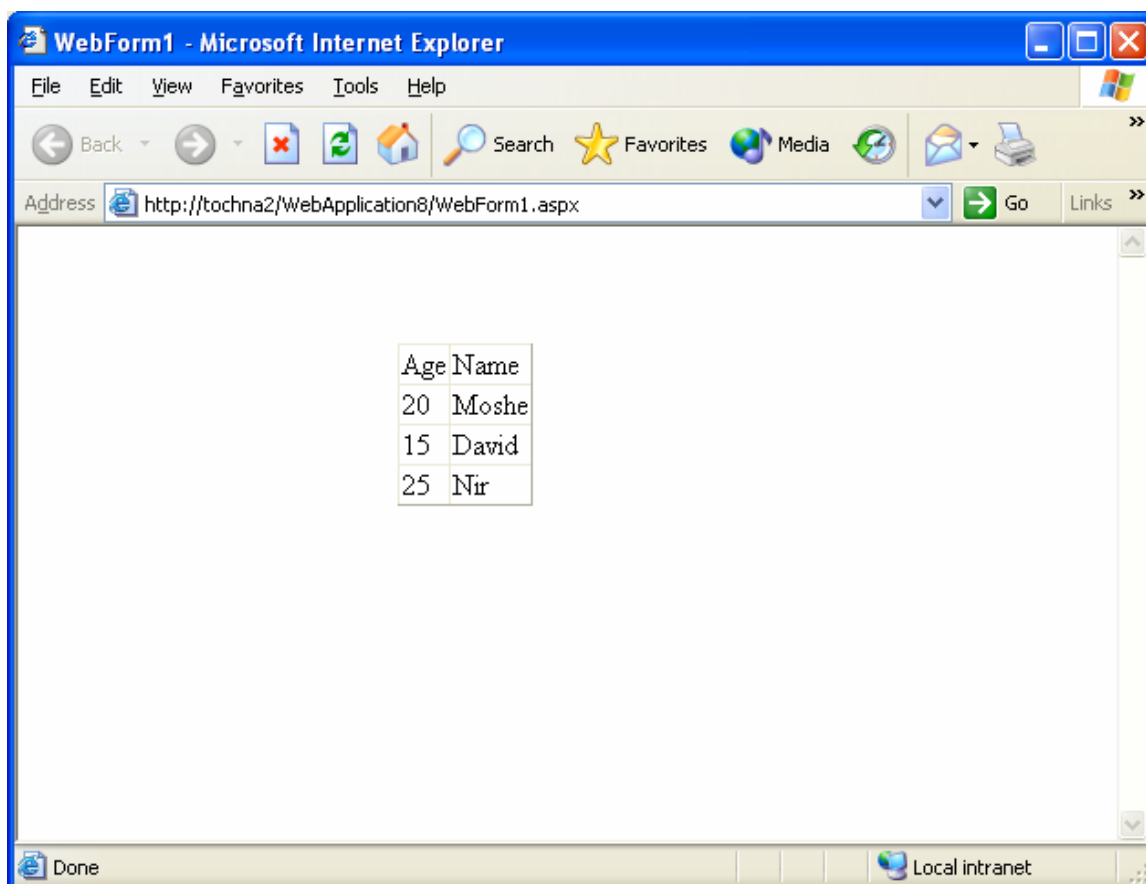 WebForm1 - Microsoft Internet Explorer
File Edit View Favorites Tools Help
Back Search Favorites Media »
Address http://tochna2/WebApplication8/WebForm1.aspx Go Links »
Age Name
20 Moshe
15 David
25 Nir
Done Local intranet